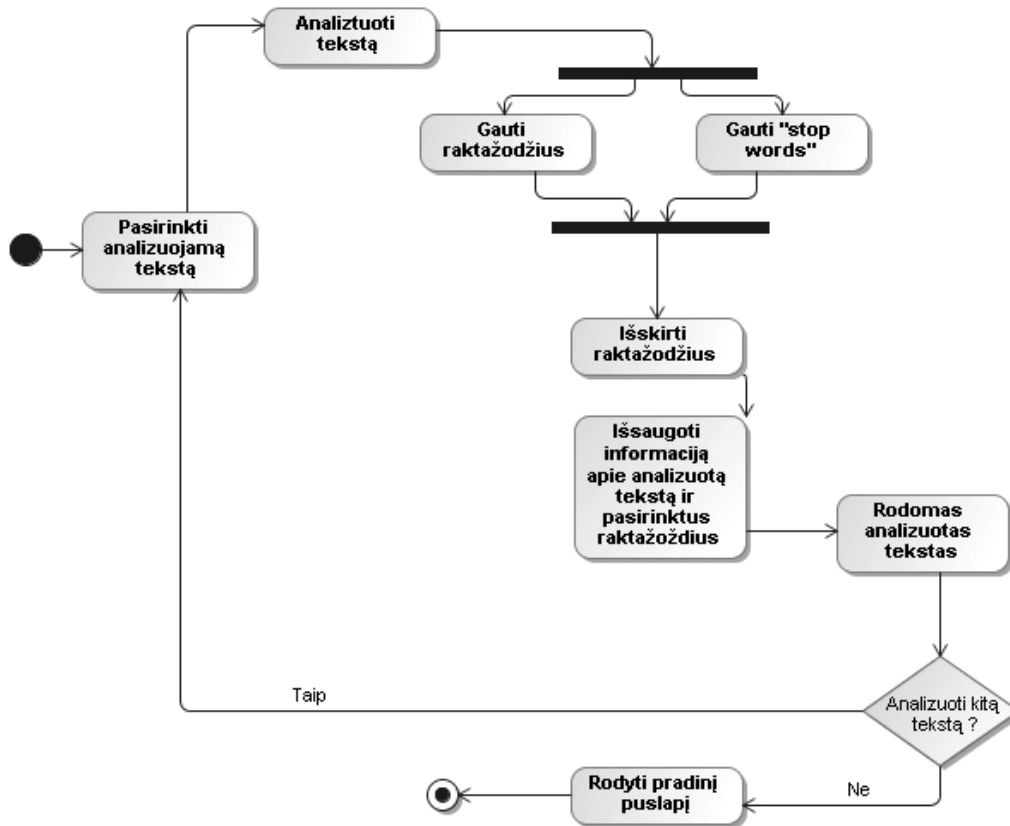 Analiztuoti
tekstą
Gauti
raktažodžius
Gauti "stop
words"
Pasirinkti
analizuojamą
tekstą
Išskirti
raktažodžius
Išsaugoti
informaciją
apie analizuotą
tekstą ir
pasirinktus
raktažoždius
Rodomas
analizuotas
tekstas
Taip
Analizuoti kitą
tekstą ?
Ne
Rodyti pradinį
puslapį